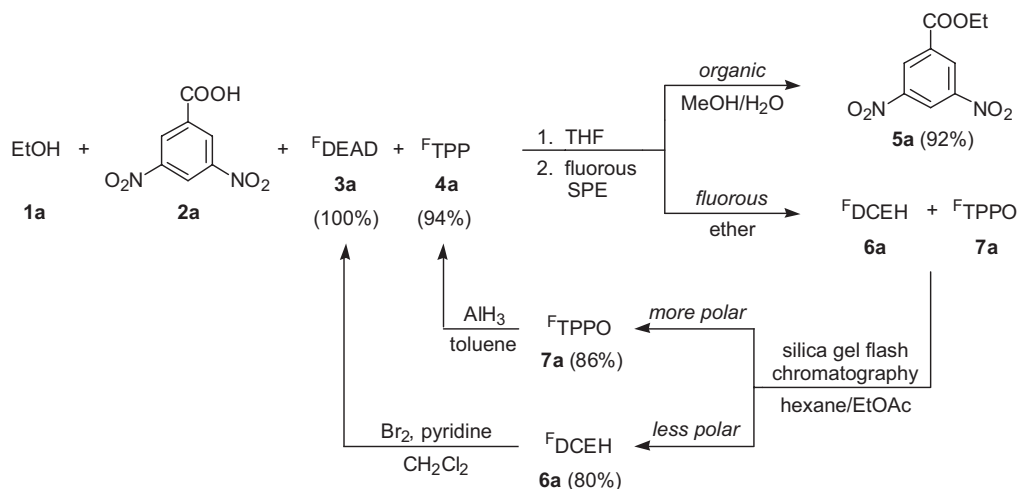 COOEt
O₂N
NO₂
5a (92%)
organic
MeOH/H₂O
COOH
O₂N
NO₂
EtOH + + ᶠDEAD + ᶠTPP
1a 2a 3a 4a
(100%) (94%)
1. THF
2. fluorous
SPE
fluorous
ether
ᶠDCEH + ᶠTPPO
6a 7a
AlH₃
toluene
ᶠTPPO
7a (86%)
more polar
silica gel flash
chromatography
hexane/EtOAc
less polar
Br₂, pyridine
CH₂Cl₂
ᶠDCEH
6a (80%)